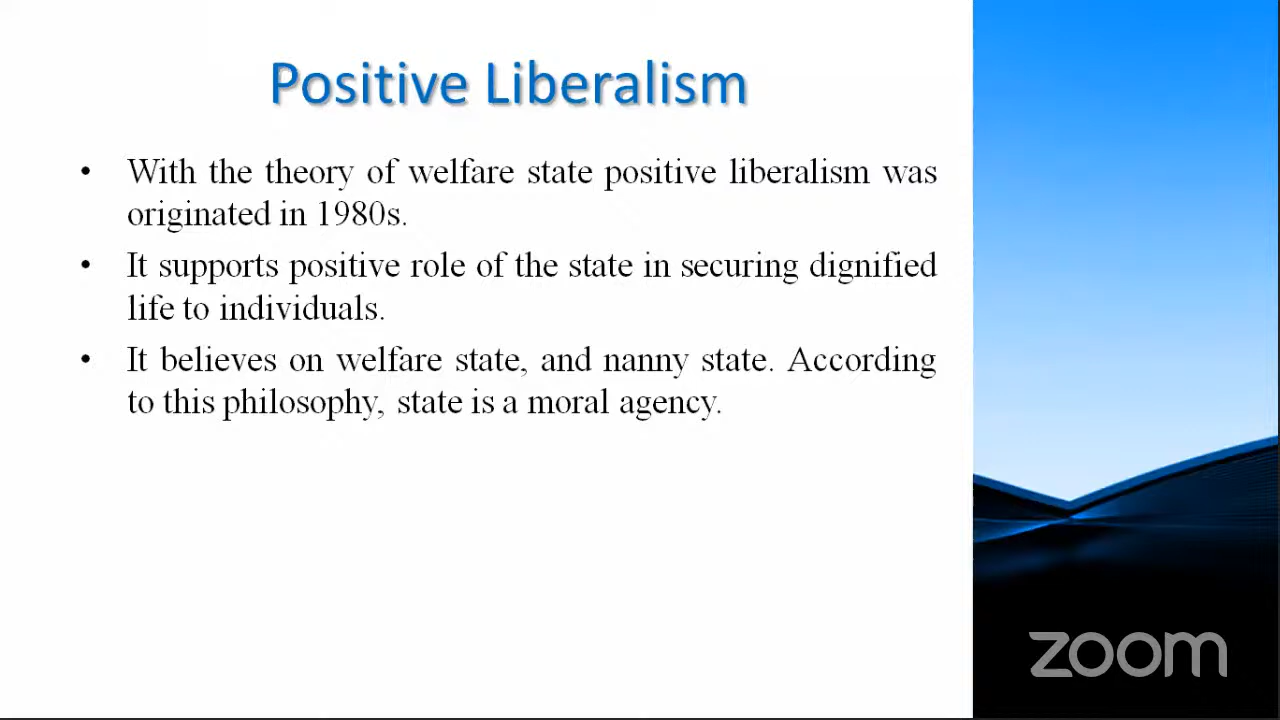 Positive Liberalism
• With the theory of welfare state positive liberalism was
originated in 1980s.
• It supports positive role of the state in securing dignified
life to individuals.
• It believes on welfare state, and nanny state. According
to this philosophy, state is a moral agency.
zoom